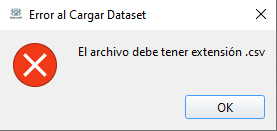 Error al Cargar Dataset
El archivo debe tener extensión .csv
OK